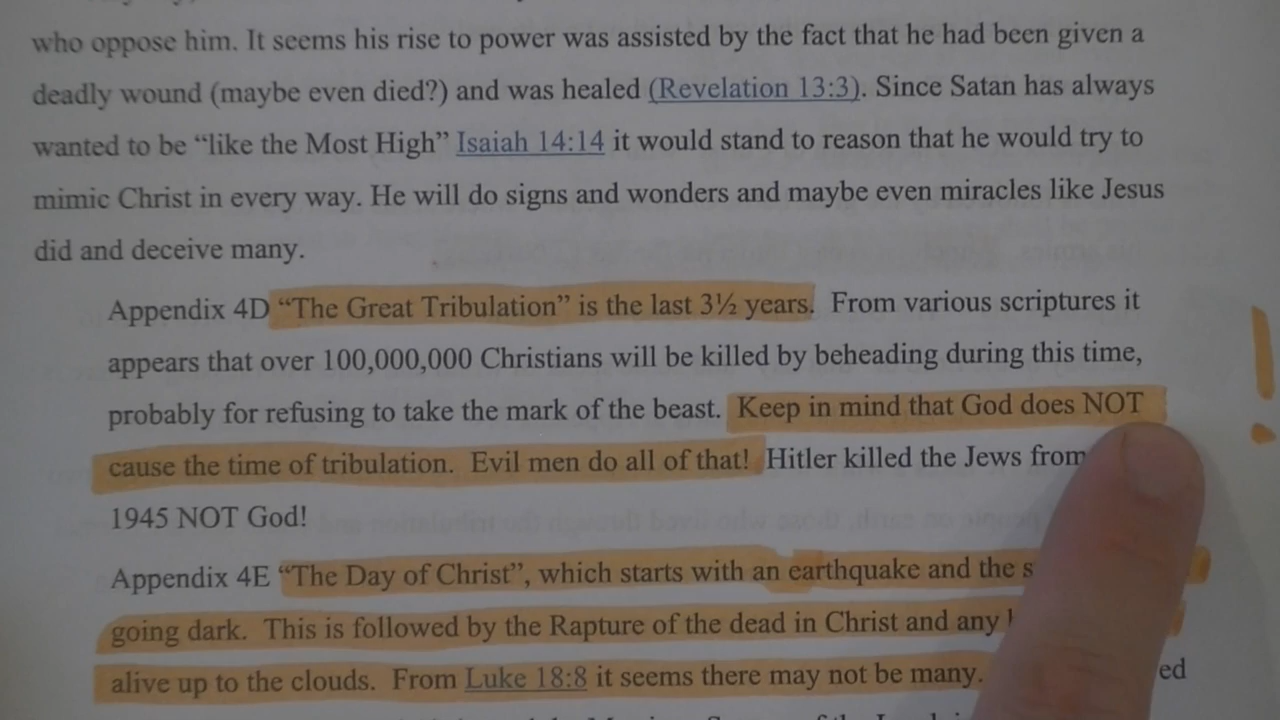 who oppose him. It seems his rise to power was assisted by the fact that he had been given a
deadly wound (maybe even died?) and was healed (Revelation 13:3). Since Satan has always
wanted to be “like the Most High” Isaiah 14:14 it would stand to reason that he would try to
mimic Christ in every way. He will do signs and wonders and maybe even miracles like Jesus
did and deceive many.
Appendix 4D “The Great Tribulation” is the last 3½ years. From various scriptures it
appears that over 100,000,000 Christians will be killed by beheading during this time,
probably for refusing to take the mark of the beast. Keep in mind that God does NOT
cause the time of tribulation. Evil men do all of that! Hitler killed the Jews from
1945 NOT God!
Appendix 4E “The Day of Christ”, which starts with an earthquake and the
going dark. This is followed by the Rapture of the dead in Christ and any
alive up to the clouds. From Luke 18:8 it seems there may not be many.